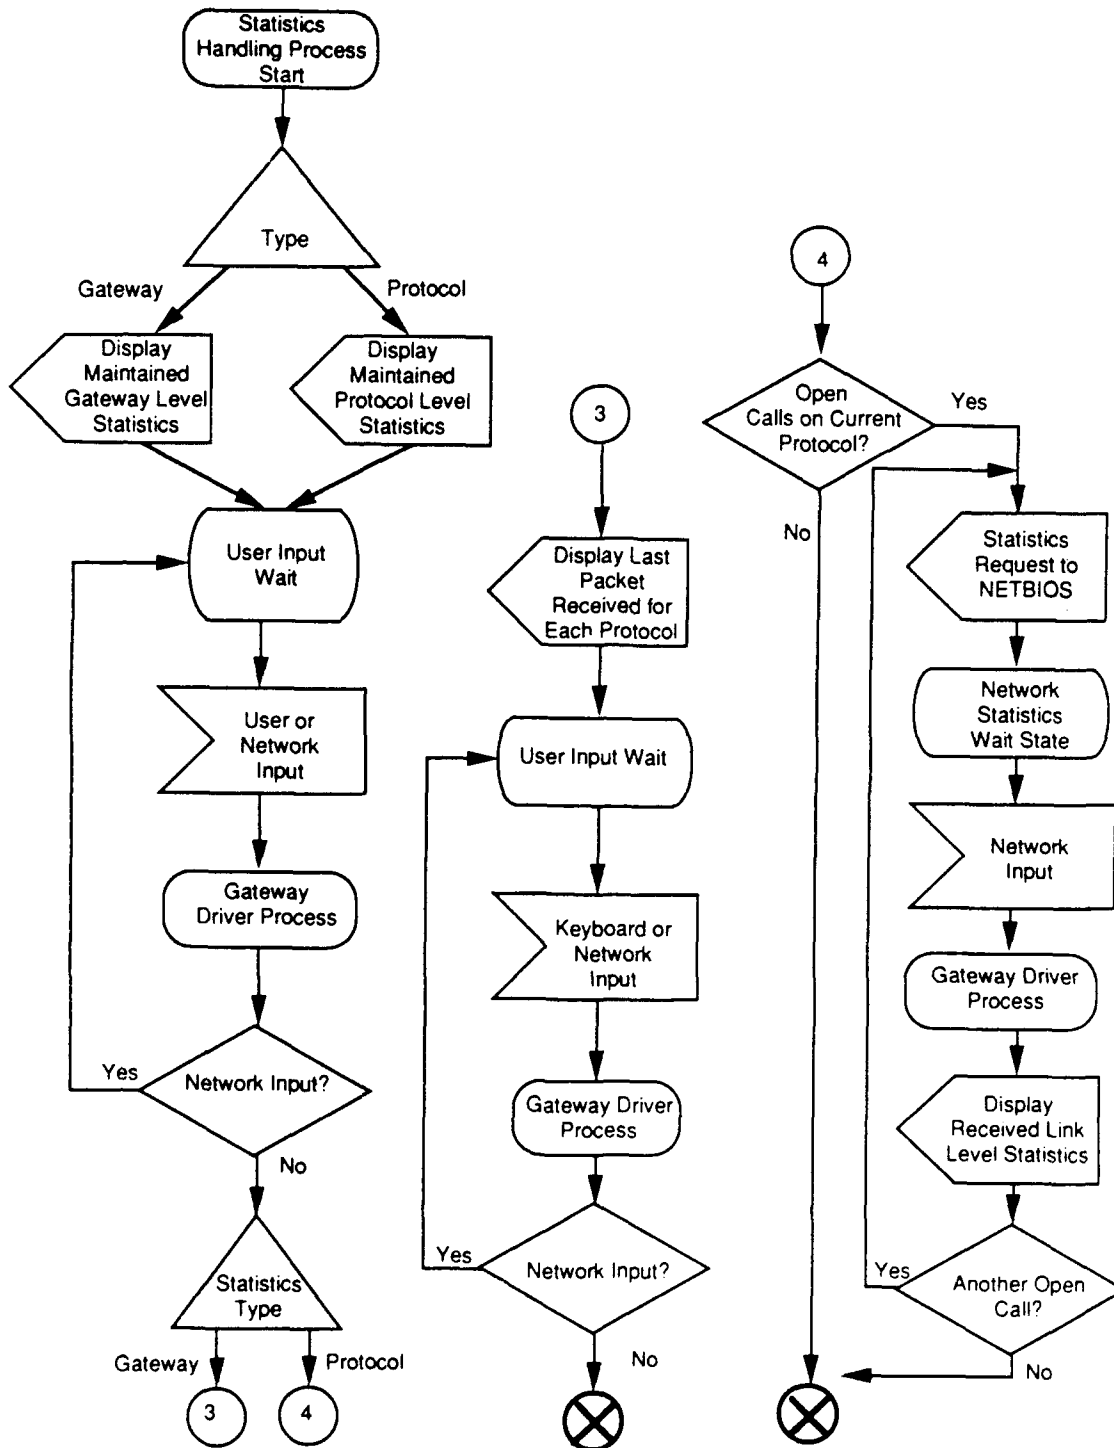 Statistics
Handling Process
Start
Type
Gateway
Protocol
Display
Maintained
Gateway Level
Statistics
Display
Maintained
Protocol Level
Statistics
User Input
Wait
User or
Network
Input
Gateway
Driver Process
Network Input?
Yes
No
Statistics
Type
Gateway
Protocol
3
4
3
Display Last
Packet
Received for
Each Protocol
User Input Wait
Keyboard or
Network
Input
Gateway Driver
Process
Network Input?
Yes
No
4
Open
Calls on Current
Protocol?
Yes
No
Statistics
Request to
NETBIOS
Network
Statistics
Wait State
Network
Input
Gateway Driver
Process
Display
Received Link
Level Statistics
Another Open
Call?
Yes
No